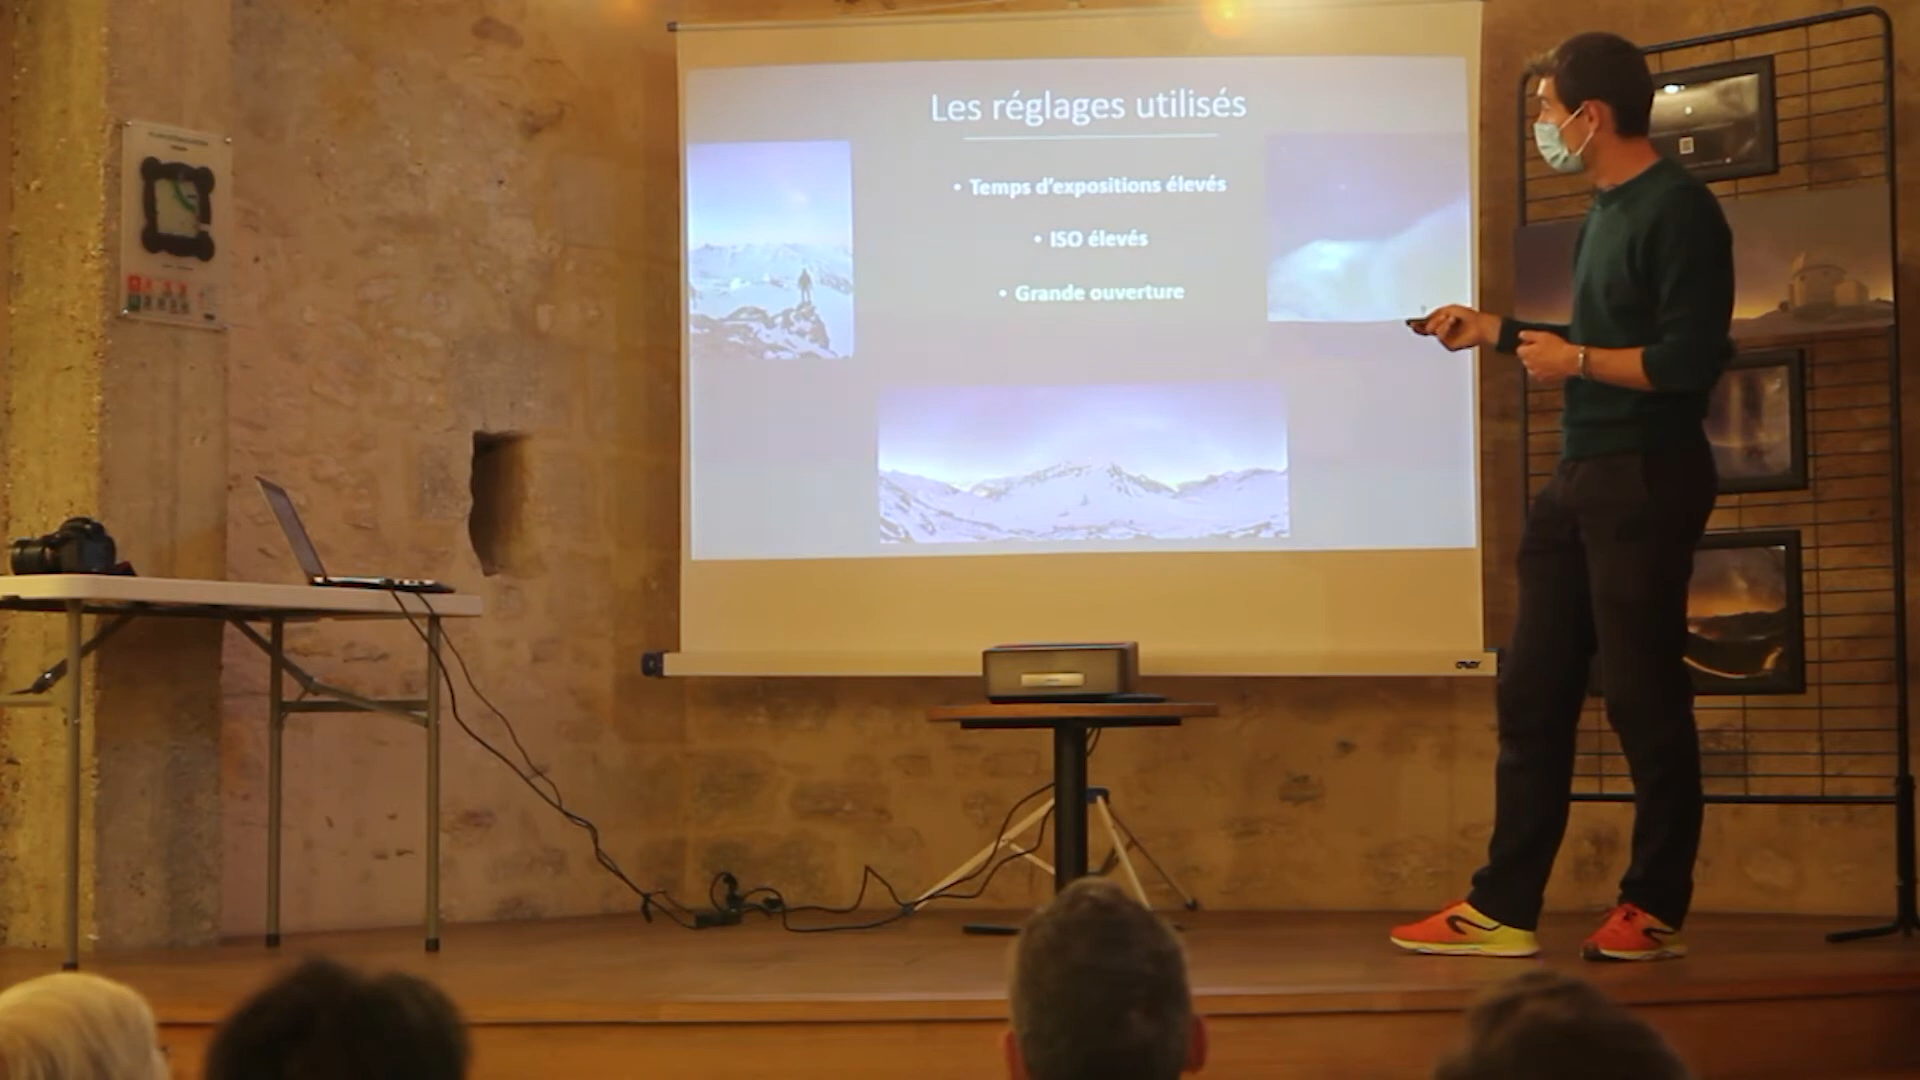 Les réglages utilisés
• Temps d'expositions élevés
• ISO élevés
• Grande ouverture